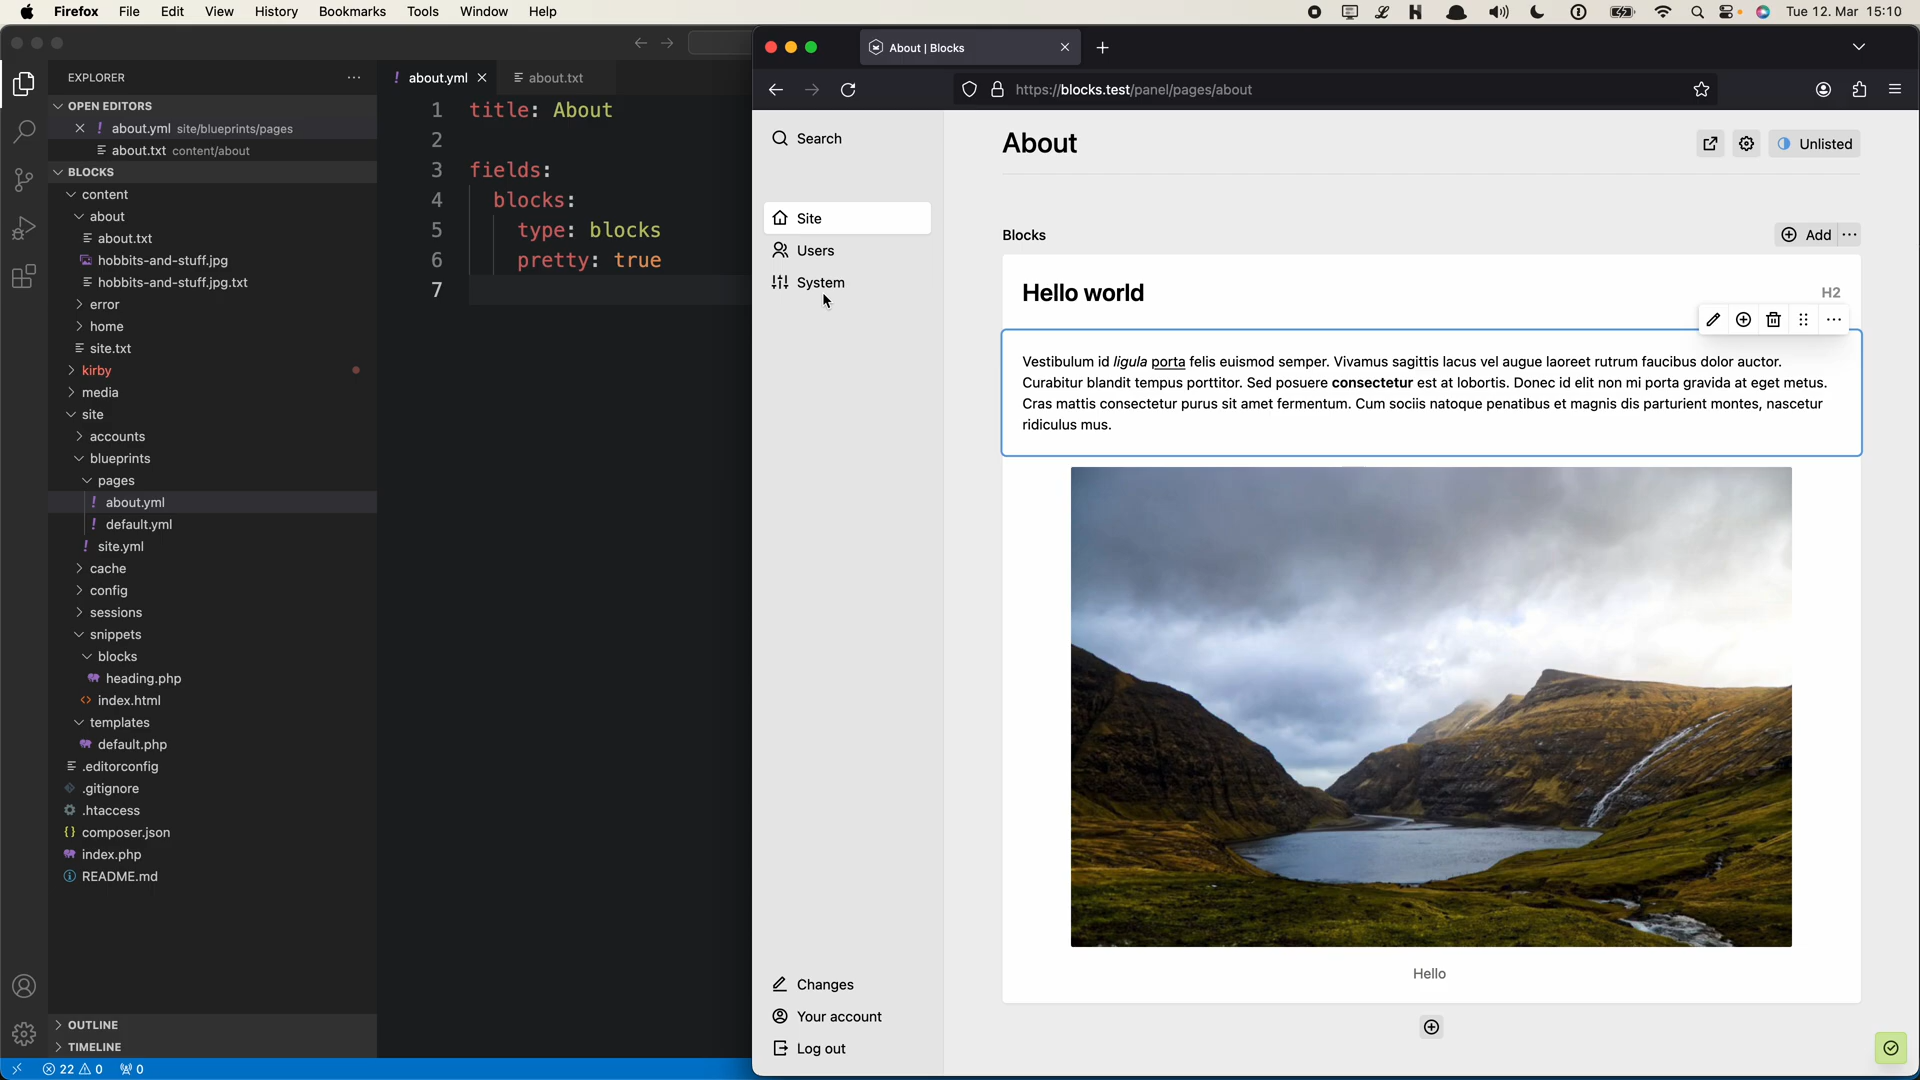 Firefox File Edit View History Bookmarks Tools Window Help
Tue 12. Mar 15:10
EXPLORER
OPEN EDITORS
about.yml site/blueprints/pages
about.txt content/about
BLOCKS
content
about
about.txt
hobbits-and-stuff.jpg
hobbits-and-stuff.jpg.txt
error
home
site.txt
kirby
media
site
accounts
blueprints
pages
about.yml
default.yml
site.yml
cache
config
sessions
snippets
blocks
heading.php
index.html
templates
default.php
.editorconfig
.gitignore
.htaccess
composer.json
index.php
README.md
OUTLINE
TIMELINE
22 0 0
about.yml
about.txt
1 title: About
2
3 fields:
4 blocks:
5 type: blocks
6 pretty: true
7
About | Blocks
https://blocks.test/panel/pages/about
Search
Site
Users
System
Changes
Your account
Log out
About
Unlisted
Blocks
Add
Hello world
H2
Vestibulum id ligula porta felis euismod semper. Vivamus sagittis lacus vel augue laoreet rutrum faucibus dolor auctor.
Curabitur blandit tempus porttitor. Sed posuere consectetur est at lobortis. Donec id elit non mi porta gravida at eget metus.
Cras mattis consectetur purus sit amet fermentum. Cum sociis natoque penatibus et magnis dis parturient montes, nascetur
ridiculus mus.
Hello